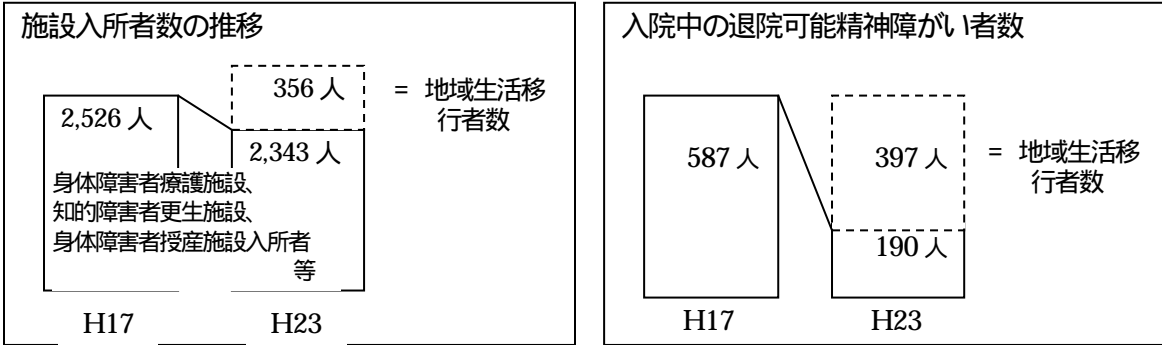 施設入所者数の推移
356 人
= 地域生活移
行者数
2,526 人
2,343 人
身体障害者療護施設、
知的障害者更生施設、
身体障害者授産施設入所者
等
H17
H23
入院中の退院可能精神障がい者数
587 人
397 人
= 地域生活移
行者数
190 人
H17
H23